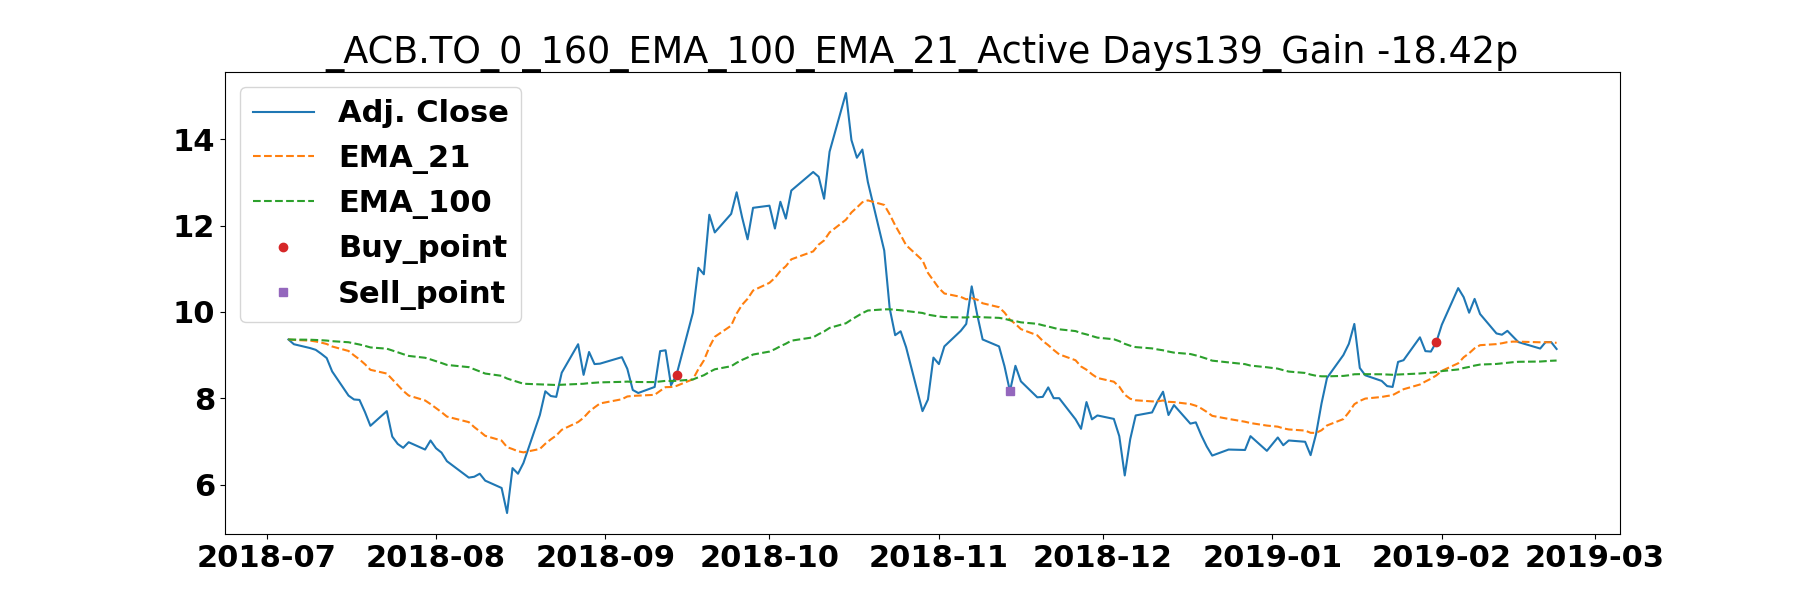 _ACB.TO_0_160_EMA_100_EMA_21_Active Days139_Gain -18.42p
Adj. Close
EMA_21
EMA_100
Buy_point
Sell_point
14
12
10
8
6
2018-07 2018-08 2018-09 2018-10 2018-11 2018-12 2019-01 2019-02 2019-03